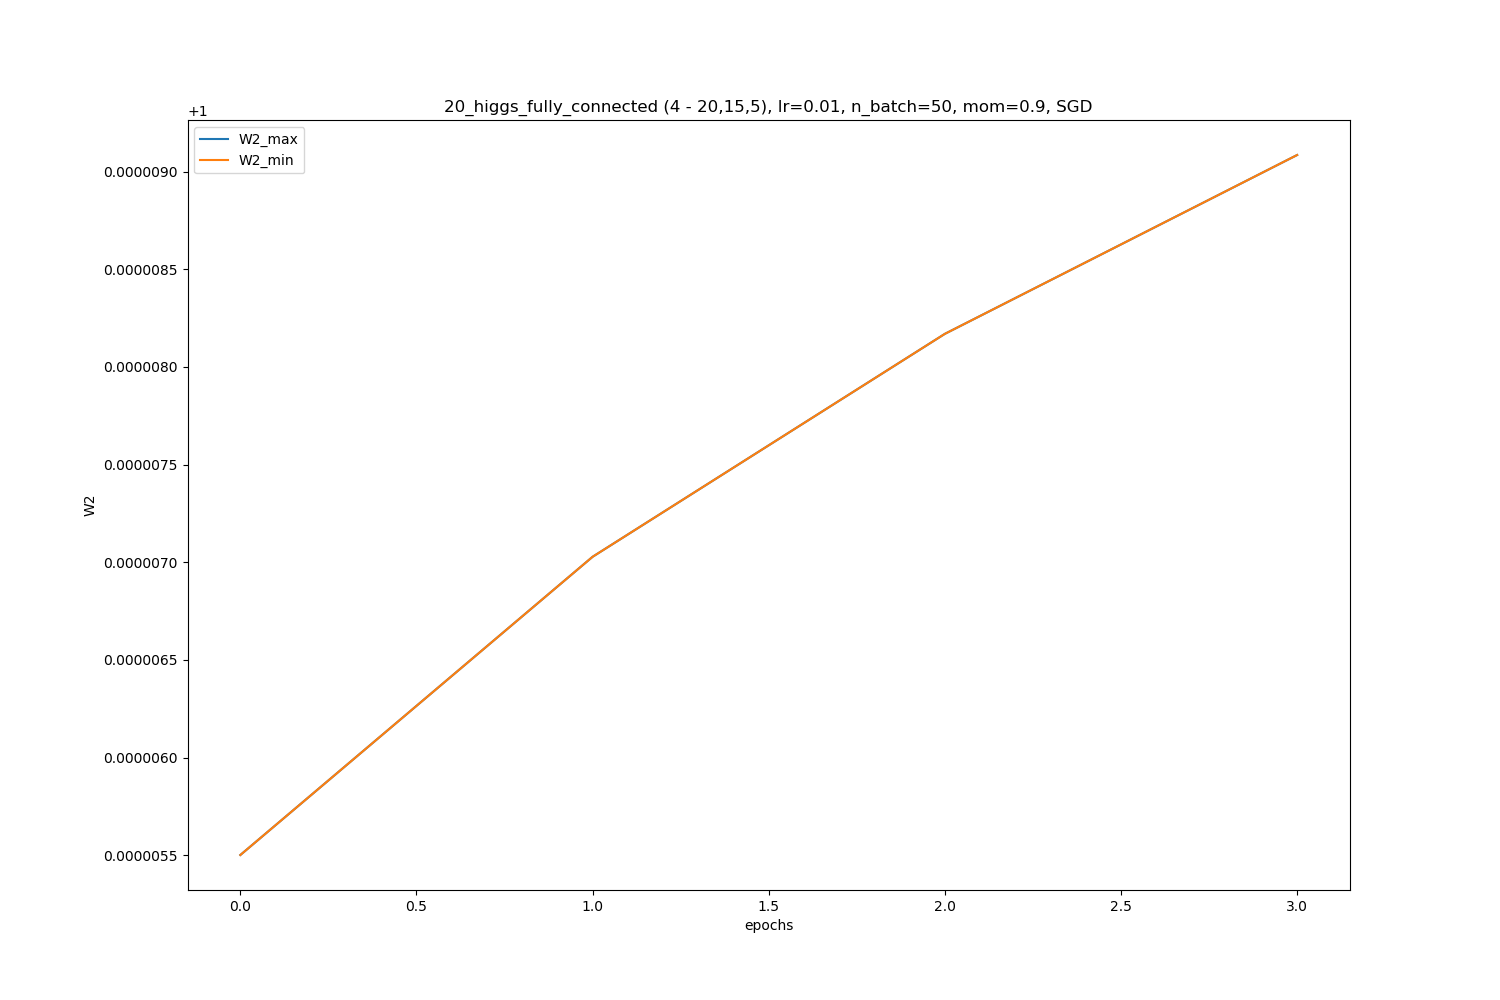 20_higgs_fully_connected (4 - 20,15,5), lr=0.01, n_batch=50, mom=0.9, SGD
+1
W2_max
W2_min
0.0000090
0.0000085
0.0000080
0.0000075
0.0000070
0.0000065
0.0000060
0.0000055
W2
0.0 0.5 1.0 1.5 2.0 2.5 3.0
epochs